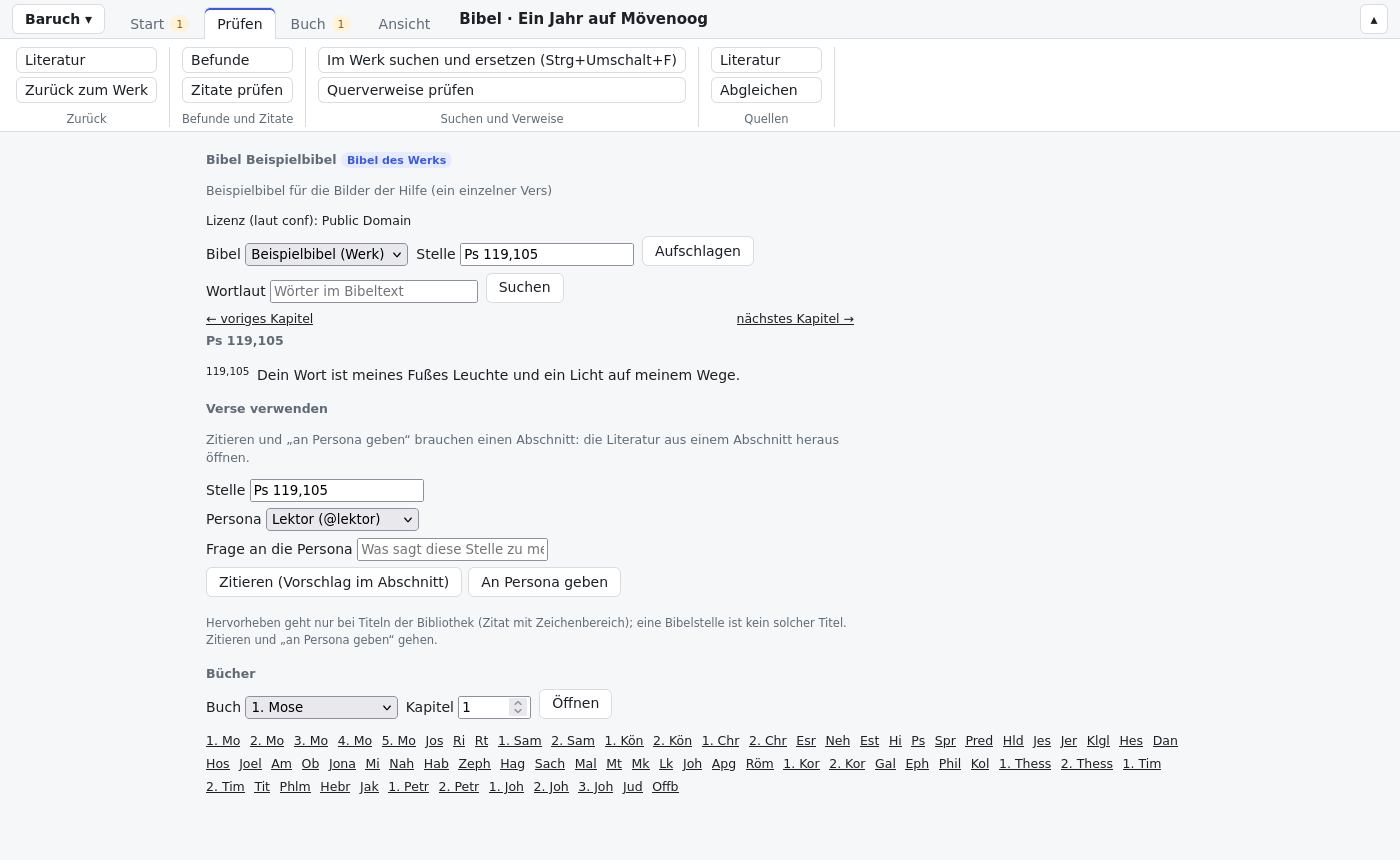 Baruch ▾ Start 1 Prüfen Buch 1 Ansicht Bibel · Ein Jahr auf Mövenoog ▴
Literatur Befunde Im Werk suchen und ersetzen (Strg+Umschalt+F) Literatur
Zurück zum Werk Zitate prüfen Querverweise prüfen Abgleichen
Zurück Befunde und Zitate Suchen und Verweise Quellen
Bibel Beispielbibel Bibel des Werks
Beispielbibel für die Bilder der Hilfe (ein einzelner Vers)
Lizenz (laut conf): Public Domain
Bibel Beispielbibel (Werk) Stelle Ps 119,105 Aufschlagen
Wortlaut Wörter im Bibeltext Suchen
← voriges Kapitel nächstes Kapitel →
Ps 119,105
119,105 Dein Wort ist meines Fußes Leuchte und ein Licht auf meinem Wege.
Verse verwenden
Zitieren und „an Persona geben“ brauchen einen Abschnitt: die Literatur aus einem Abschnitt heraus
öffnen.
Stelle Ps 119,105
Persona Lektor (@lektor)
Frage an die Persona Was sagt diese Stelle zu me
Zitieren (Vorschlag im Abschnitt) An Persona geben
Hervorheben geht nur bei Titeln der Bibliothek (Zitat mit Zeichenbereich); eine Bibelstelle ist kein solcher Titel.
Zitieren und „an Persona geben“ gehen.
Bücher
Buch 1. Mose Kapitel 1 Öffnen
1. Mo 2. Mo 3. Mo 4. Mo 5. Mo Jos Ri Rt 1. Sam 2. Sam 1. Kön 2. Kön 1. Chr 2. Chr Esr Neh Est Hi Ps Spr Pred Hld Jes Jer Klgl Hes Dan
Hos Joel Am Ob Jona Mi Nah Hab Zeph Hag Sach Mal Mt Mk Lk Joh Apg Röm 1. Kor 2. Kor Gal Eph Phil Kol 1. Thess 2. Thess 1. Tim
2. Tim Tit Phlm Hebr Jak 1. Petr 2. Petr 1. Joh 2. Joh 3. Joh Jud Offb